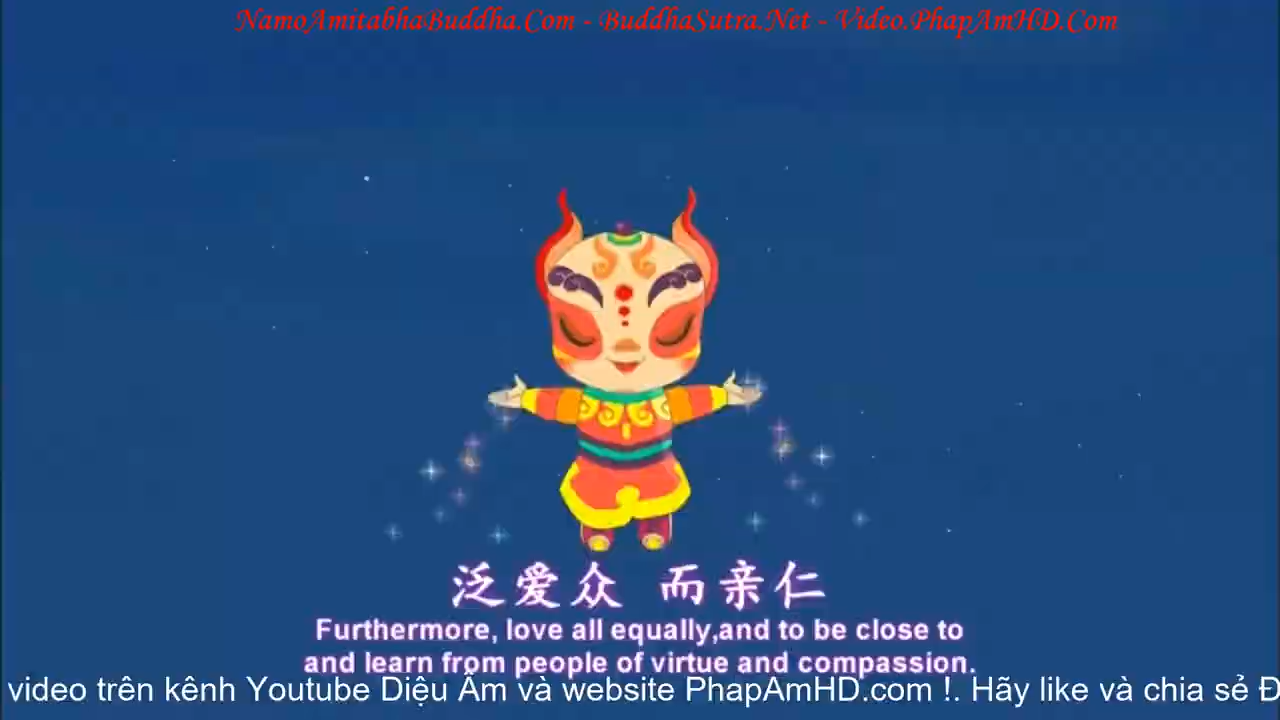 NamoAmitabhaBuddha.Com - BuddhaSutra.Net - Video.PhapAmHD.Com
泛爱众 而亲仁
Furthermore, love all equally,and to be close to
and learn from people of virtue and compassion.
video trên kênh Youtube Diệu Âm và website PhapAmHD.com !. Hãy like và chia sẻ Đ